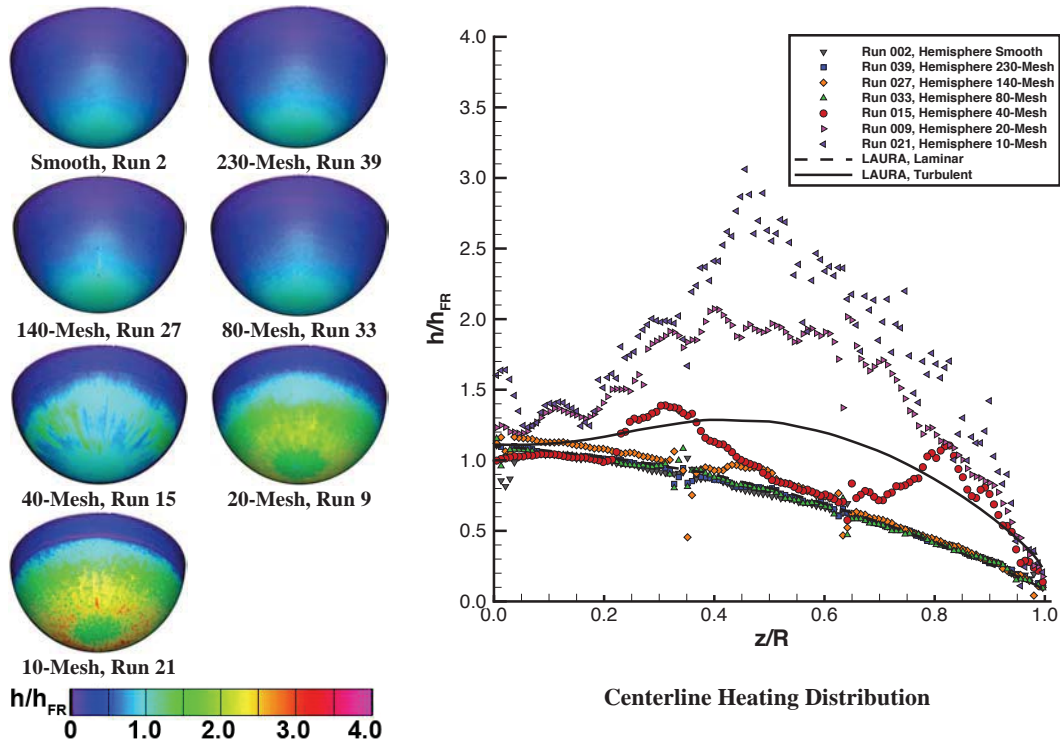 Smooth, Run 2
230-Mesh, Run 39
140-Mesh, Run 27
80-Mesh, Run 33
40-Mesh, Run 15
20-Mesh, Run 9
10-Mesh, Run 21
h/hFR
0 1.0 2.0 3.0 4.0
h/hFR
4.0
3.5
3.0
2.5
2.0
1.5
1.0
0.5
0.0
0.0 0.2 0.4 0.6 0.8 1.0
z/R
Run 002, Hemisphere Smooth
Run 039, Hemisphere 230-Mesh
Run 027, Hemisphere 140-Mesh
Run 033, Hemisphere 80-Mesh
Run 015, Hemisphere 40-Mesh
Run 009, Hemisphere 20-Mesh
Run 021, Hemisphere 10-Mesh
LAURA, Laminar
LAURA, Turbulent
Centerline Heating Distribution